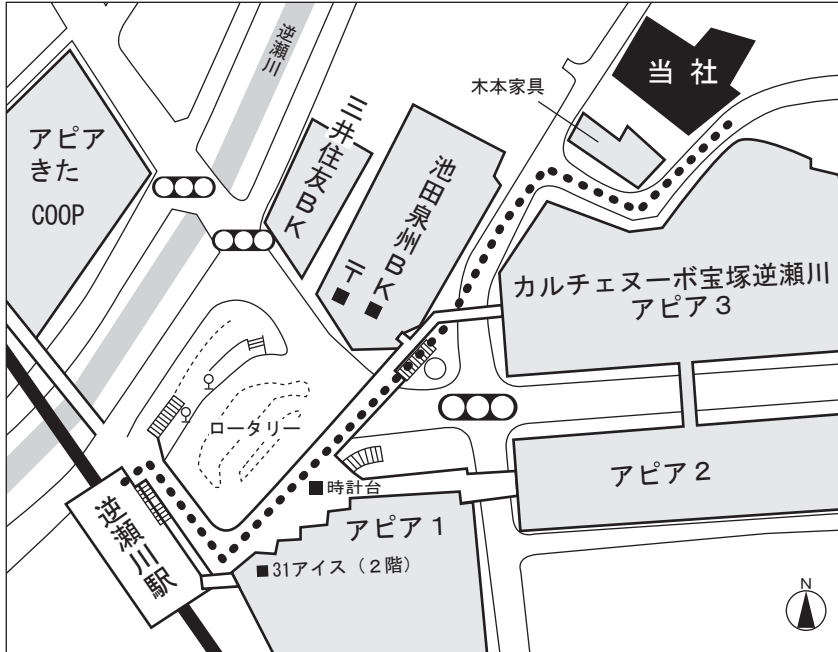 逆瀬川
当社
木本家具
アピア
きた
COOP
三井住友BK
池田泉州BK
〒
カルチェヌーボ宝塚逆瀬川
アピア3
ロータリー
アピア2
時計台
アピア1
逆瀬川駅
31アイス（2階）
N